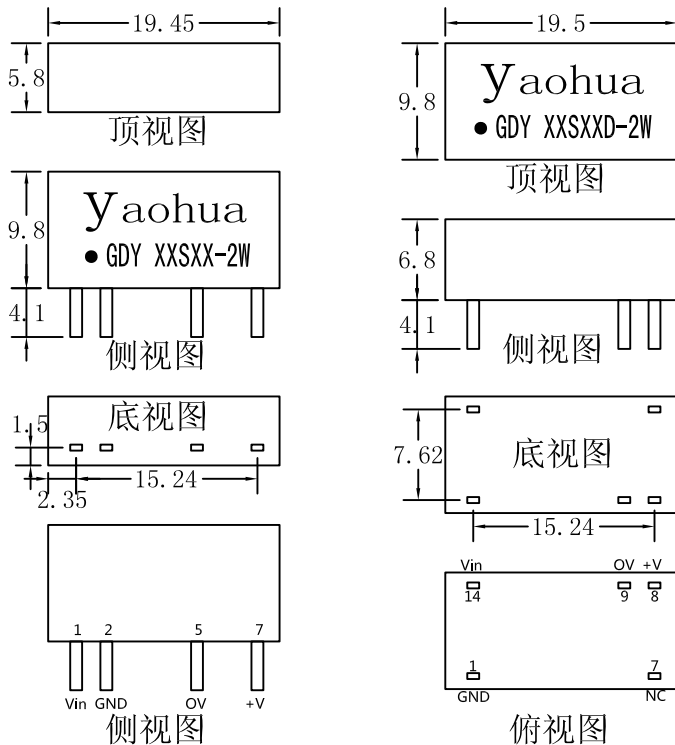 19.45
5.8
顶视图
9.8
yaohua
● GDY XXSXX-2W
4.1
侧视图
底视图
1.5
2.35
15.24
1 2 5 7
Vin GND OV +V
侧视图
19.5
9.8
yaohua
● GDY XXSXXD-2W
顶视图
6.8
4.1
侧视图
7.62
底视图
15.24
Vin OV +V
14 9 8
1 7
GND NC
俯视图